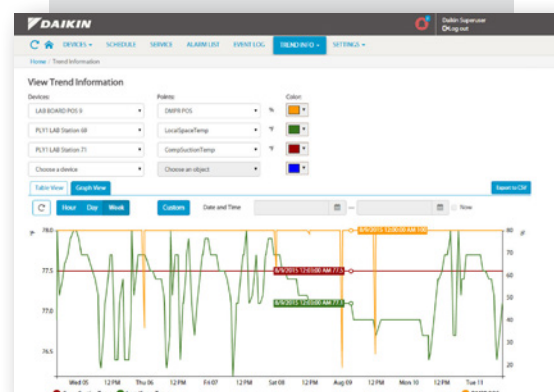 DAIKIN
Daikin Superuser
Log out
DEVICES SCHEDULE SERVICE ALARM LIST EVENT LOG TREND INFO SETTINGS
Home / Trend Information
View Trend Information
Devices: Points: Color:
LAB BOARD POS 9 DMPR POS %
PLY1 LAB Station 68 LocalSpaceTemp °F
PLY1 LAB Station 71 CompSuctionTemp °F
Choose a device Choose an object
Table View Graph View Export to CSV
Hour Day Week Custom Date and Time — Now
°F 78.0 8/9/2015 12:05:00 AM 100 80 %
70
77.5 8/9/2015 12:03:00 AM 77.5 60
50
77.0 8/9/2015 12:03:00 AM 77.1 40
30
76.5 20
Wed 05 12 PM Thu 06 12 PM Fri 07 12 PM Sat 08 12 PM Aug 09 12 PM Mon 10 12 PM Tue 11